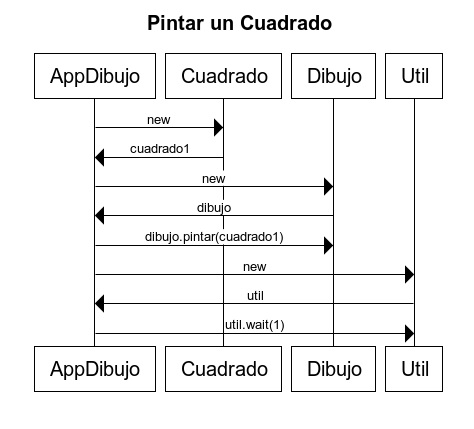 Pintar un Cuadrado
AppDibujo Cuadrado Dibujo Util
new
cuadrado1
new
dibujo
dibujo.pintar(cuadrado1)
new
util
util.wait(1)
AppDibujo Cuadrado Dibujo Util